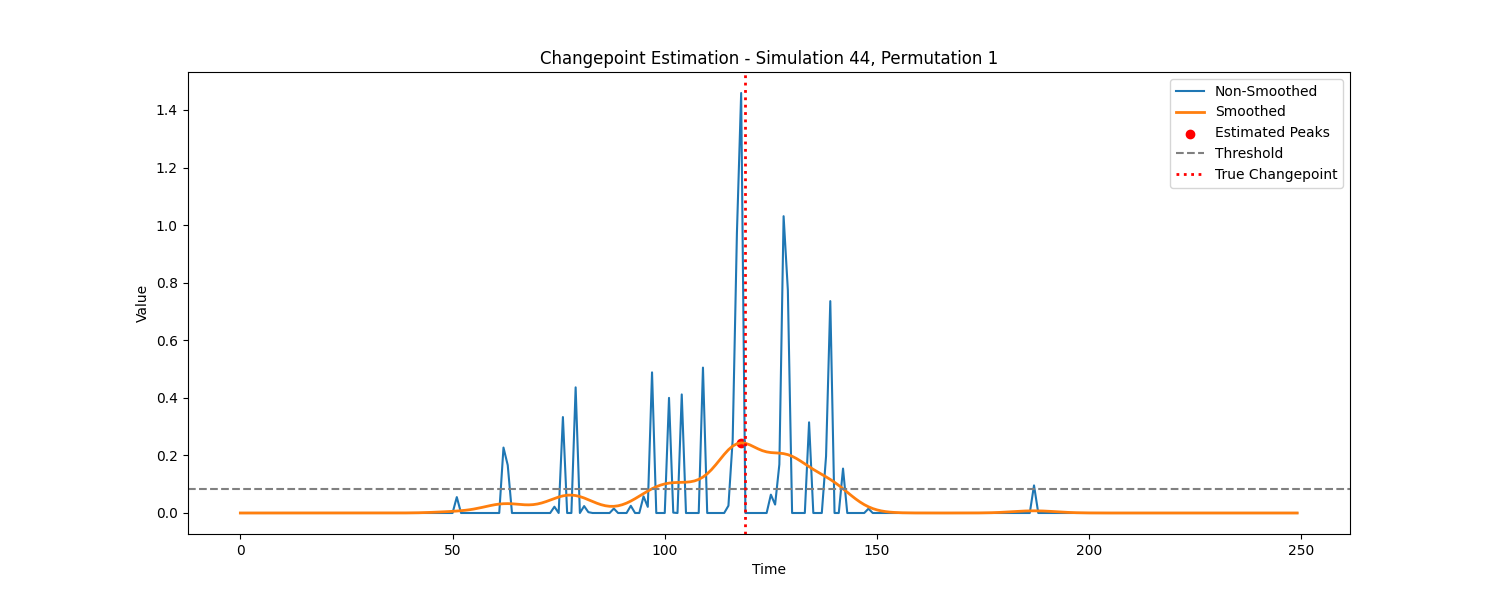 Changepoint Estimation - Simulation 44, Permutation 1
Non-Smoothed
Smoothed
Estimated Peaks
Threshold
True Changepoint
Value
1.4
1.2
1.0
0.8
0.6
0.4
0.2
0.0
0
50
100
150
200
250
Time